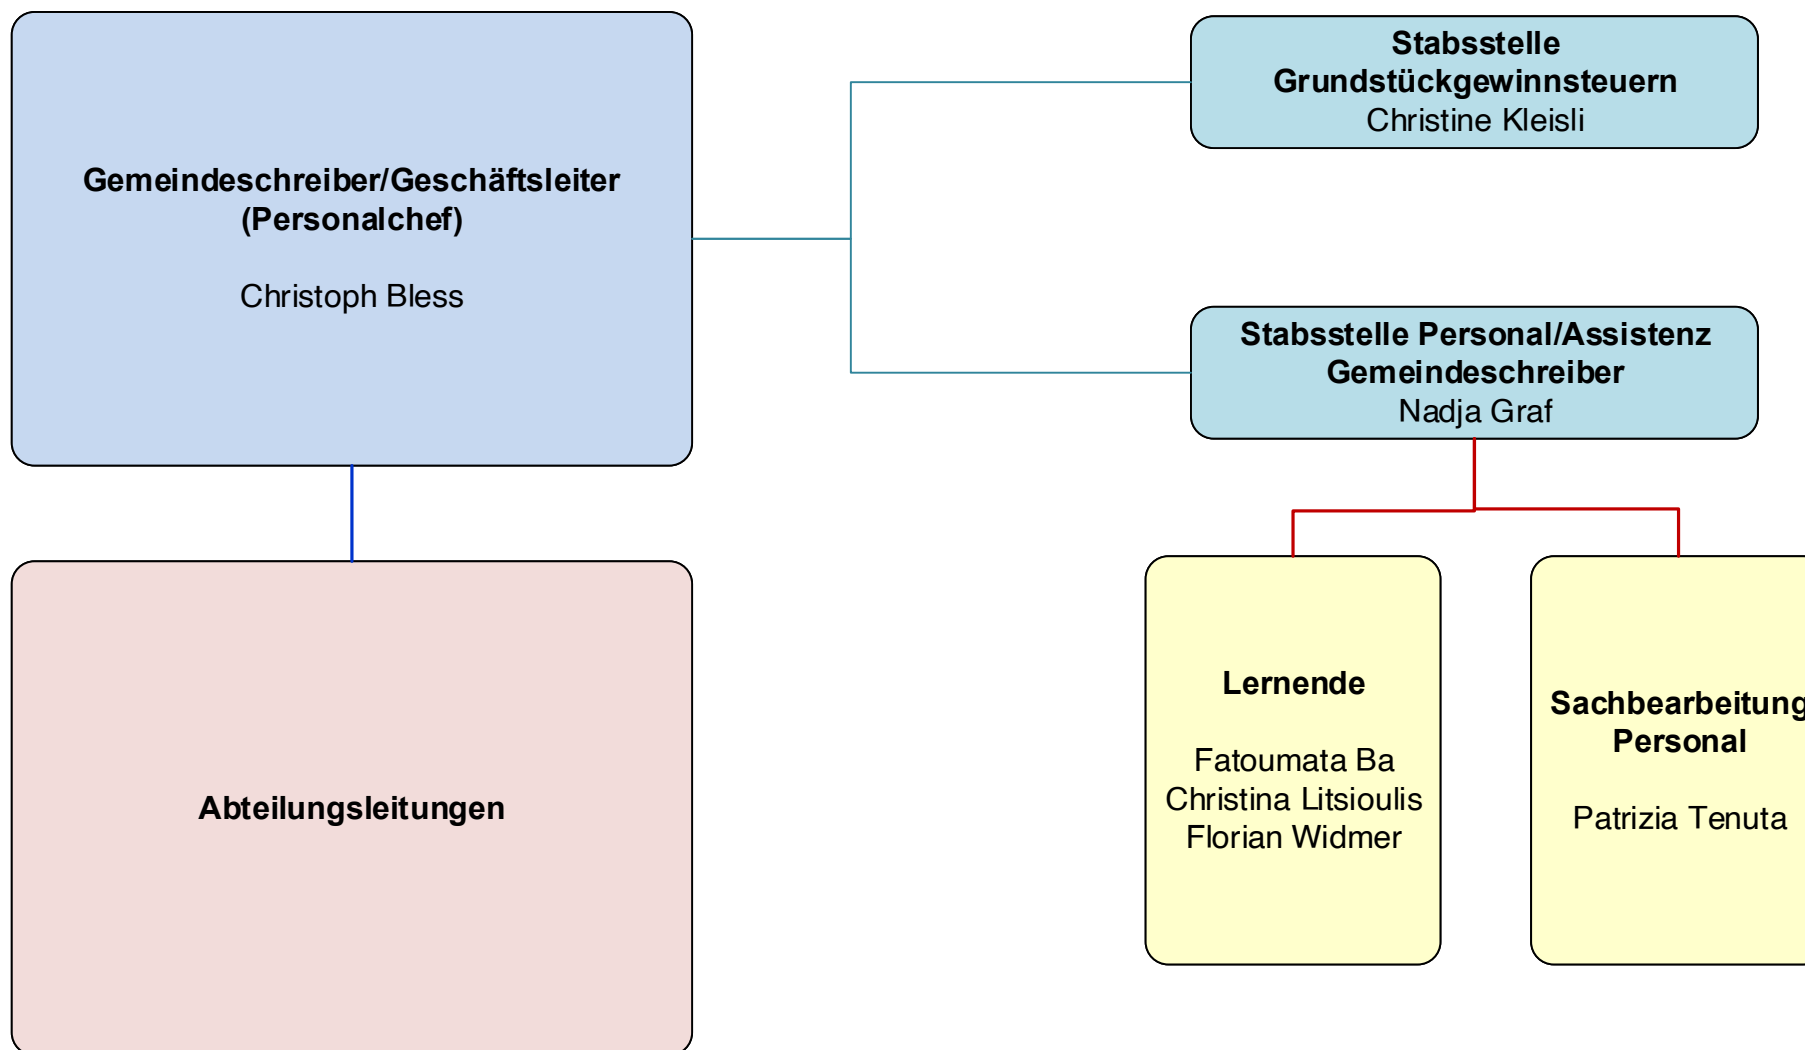 Gemeindeschreiber/Geschäftsleiter
(Personalchef)
Christoph Bless
Stabsstelle
Grundstückgewinnsteuern
Christine Kleisli
Stabsstelle Personal/Assistenz
Gemeindeschreiber
Nadja Graf
Abteilungsleitungen
Lernende
Fatoumata Ba
Christina Litsioulis
Florian Widmer
Sachbearbeitung
Personal
Patrizia Tenuta